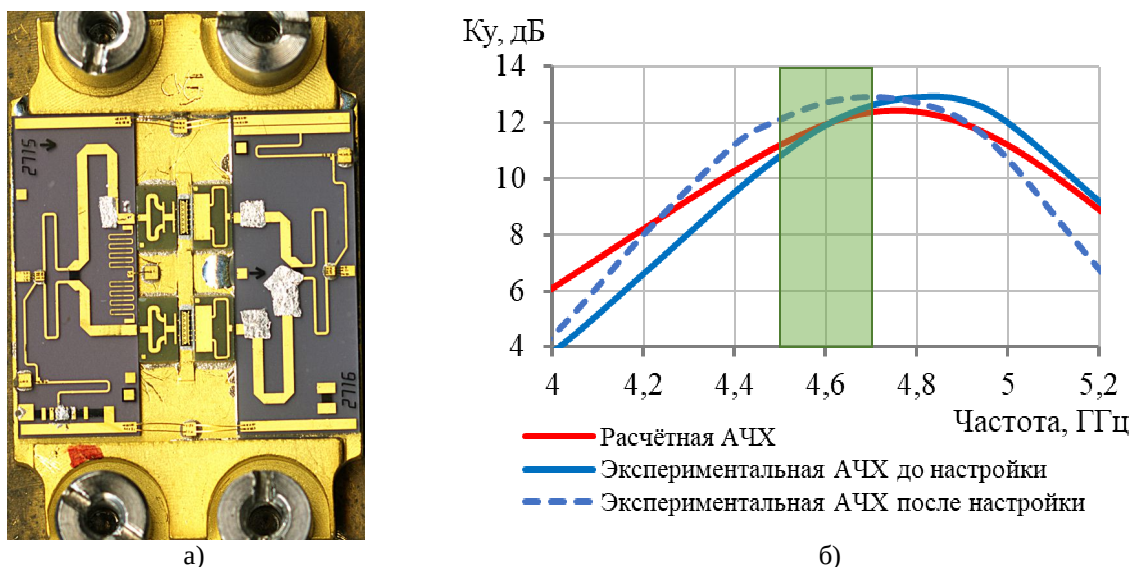 Ку, дБ
14
12
10
8
6
4
4
4,2
4,4
4,6
4,8
5
5,2
Частота, ГГц
Расчётная АЧХ
Экспериментальная АЧХ до настройки
Экспериментальная АЧХ после настройки
2715
2716
а)
б)